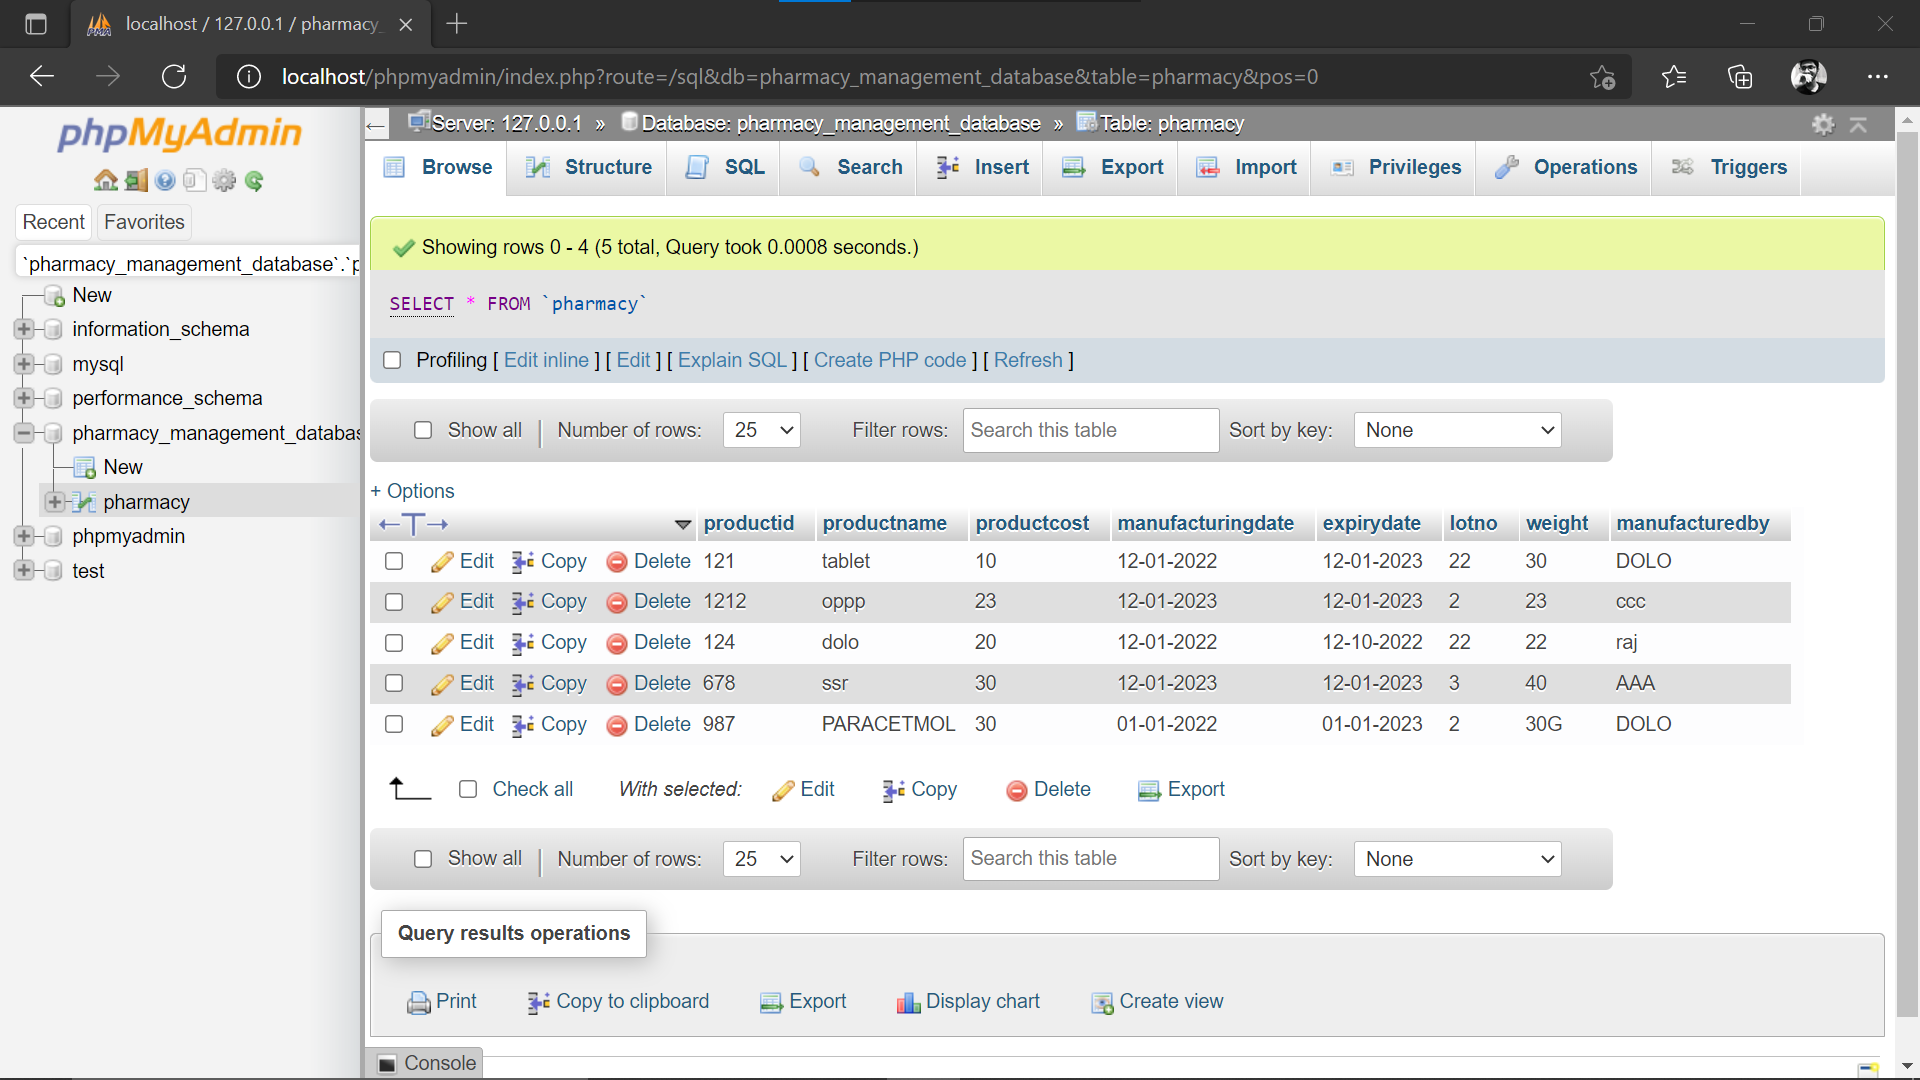 localhost / 127.0.0.1 / pharmacy_
localhost/phpmyadmin/index.php?route=/sql&db=pharmacy_management_database&table=pharmacy&pos=0
phpMyAdmin
Recent Favorites
`pharmacy_management_database`.`p
New
information_schema
mysql
performance_schema
pharmacy_management_databas
New
pharmacy
phpmyadmin
test
Server: 127.0.0.1 » Database: pharmacy_management_database » Table: pharmacy
Browse Structure SQL Search Insert Export Import Privileges Operations Triggers
Showing rows 0 - 4 (5 total, Query took 0.0008 seconds.)
SELECT * FROM `pharmacy`
Profiling [ Edit inline ] [ Edit ] [ Explain SQL ] [ Create PHP code ] [ Refresh ]
Show all | Number of rows: 25 Filter rows: Search this table Sort by key: None
+ Options
←T→ productid productname productcost manufacturingdate expirydate lotno weight manufacturedby
Edit Copy Delete 121 tablet 10 12-01-2022 12-01-2023 22 30 DOLO
Edit Copy Delete 1212 oppp 23 12-01-2023 12-01-2023 2 23 ccc
Edit Copy Delete 124 dolo 20 12-01-2022 12-10-2022 22 22 raj
Edit Copy Delete 678 ssr 30 12-01-2023 12-01-2023 3 40 AAA
Edit Copy Delete 987 PARACETMOL 30 01-01-2022 01-01-2023 2 30G DOLO
Check all With selected: Edit Copy Delete Export
Show all | Number of rows: 25 Filter rows: Search this table Sort by key: None
Query results operations
Print Copy to clipboard Export Display chart Create view
Console